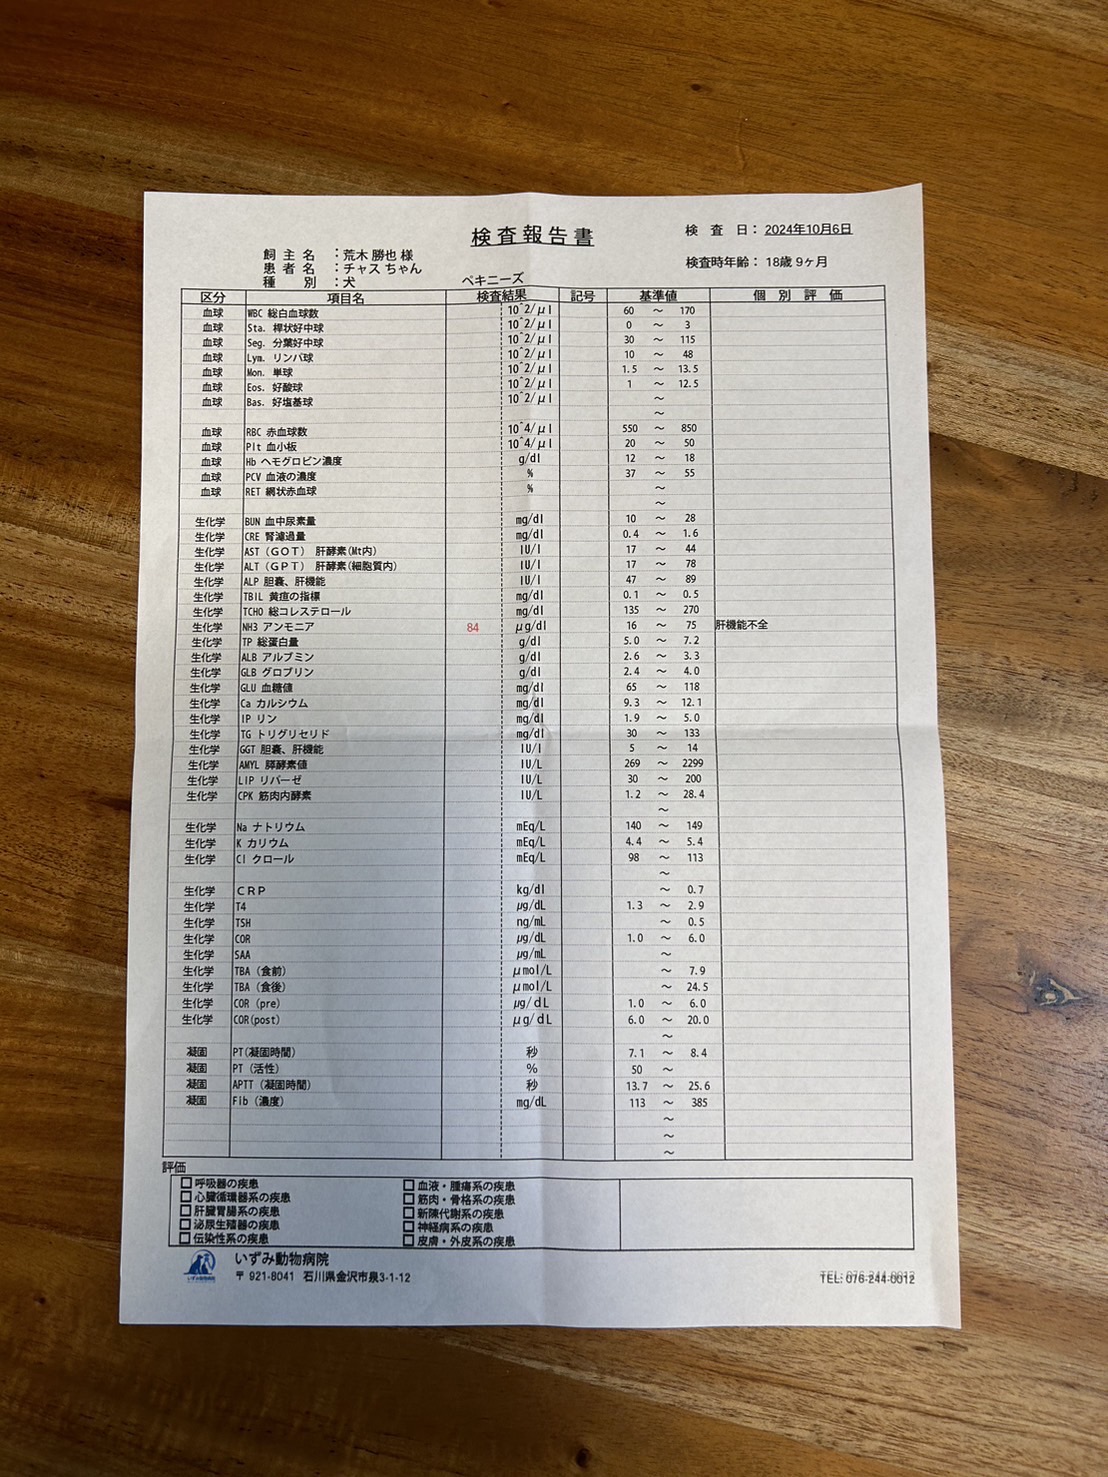 検査報告書
検 査 日： 2024年10月6日
飼 主 名 ：荒木 勝也 様
検査時年齢： 18歳 9ヶ月
患 者 名 ：チャス ちゃん
種 別 ：犬 ペキニーズ
区分 項目名 検査結果 記号 基準値 個 別 評 価
血球 WBC 総白血球数 10^2/μl 60 ～ 170
血球 Sta. 桿状好中球 10^2/μl 0 ～ 3
血球 Seg. 分葉好中球 10^2/μl 30 ～ 115
血球 Lym. リンパ球 10^2/μl 10 ～ 48
血球 Mon. 単球 10^2/μl 1.5 ～ 13.5
血球 Eos. 好酸球 10^2/μl 1 ～ 12.5
血球 Bas. 好塩基球 10^2/μl ～
～
血球 RBC 赤血球数 10^4/μl 550 ～ 850
血球 Plt 血小板 10^4/μl 20 ～ 50
血球 Hb ヘモグロビン濃度 g/dl 12 ～ 18
血球 PCV 血液の濃度 % 37 ～ 55
血球 RET 網状赤血球 % ～
～
生化学 BUN 血中尿素量 mg/dl 10 ～ 28
生化学 CRE 腎濾過量 mg/dl 0.4 ～ 1.6
生化学 AST（GOT） 肝酵素(Mt内) IU/l 17 ～ 44
生化学 ALT（GPT） 肝酵素(細胞質内) IU/l 17 ～ 78
生化学 ALP 胆嚢、肝機能 IU/l 47 ～ 89
生化学 TBIL 黄疸の指標 mg/dl 0.1 ～ 0.5
生化学 TCHO 総コレステロール mg/dl 135 ～ 270
生化学 NH3 アンモニア 84 μg/dl 16 ～ 75 肝機能不全
生化学 TP 総蛋白量 g/dl 5.0 ～ 7.2
生化学 ALB アルブミン g/dl 2.6 ～ 3.3
生化学 GLB グロブリン g/dl 2.4 ～ 4.0
生化学 GLU 血糖値 mg/dl 65 ～ 118
生化学 Ca カルシウム mg/dl 9.3 ～ 12.1
生化学 IP リン mg/dl 1.9 ～ 5.0
生化学 TG トリグリセリド mg/dl 30 ～ 133
生化学 GGT 胆嚢、肝機能 IU/l 5 ～ 14
生化学 AMYL 膵酵素値 IU/L 269 ～ 2299
生化学 LIP リパーゼ IU/L 30 ～ 200
生化学 CPK 筋肉内酵素 IU/L 1.2 ～ 28.4
～
生化学 Na ナトリウム mEq/L 140 ～ 149
生化学 K カリウム mEq/L 4.4 ～ 5.4
生化学 Cl クロール mEq/L 98 ～ 113
～
生化学 CRP kg/dl ～ 0.7
生化学 T4 μg/dL 1.3 ～ 2.9
生化学 TSH ng/mL ～ 0.5
生化学 COR μg/dL 1.0 ～ 6.0
生化学 SAA μg/mL ～
生化学 TBA（食前） μmol/L ～ 7.9
生化学 TBA（食後） μmol/L ～ 24.5
生化学 COR（pre） μg/dL 1.0 ～ 6.0
生化学 COR(post) μg/dL 6.0 ～ 20.0
～
凝固 PT(凝固時間) 秒 7.1 ～ 8.4
凝固 PT（活性） % 50 ～
凝固 APTT（凝固時間） 秒 13.7 ～ 25.6
凝固 Fib（濃度） mg/dL 113 ～ 385
～
～
～
評価
□ 呼吸器の疾患 □ 血液・腫瘍系の疾患
□ 心臓循環器系の疾患 □ 筋肉・骨格系の疾患
□ 肝臓胃腸系の疾患 □ 新陳代謝系の疾患
□ 泌尿生殖器の疾患 □ 神経病系の疾患
□ 伝染性系の疾患 □ 皮膚・外皮系の疾患
いずみ動物病院
いずみ動物病院
〒921-8041 石川県金沢市泉3-1-12 TEL: 076-244-0012